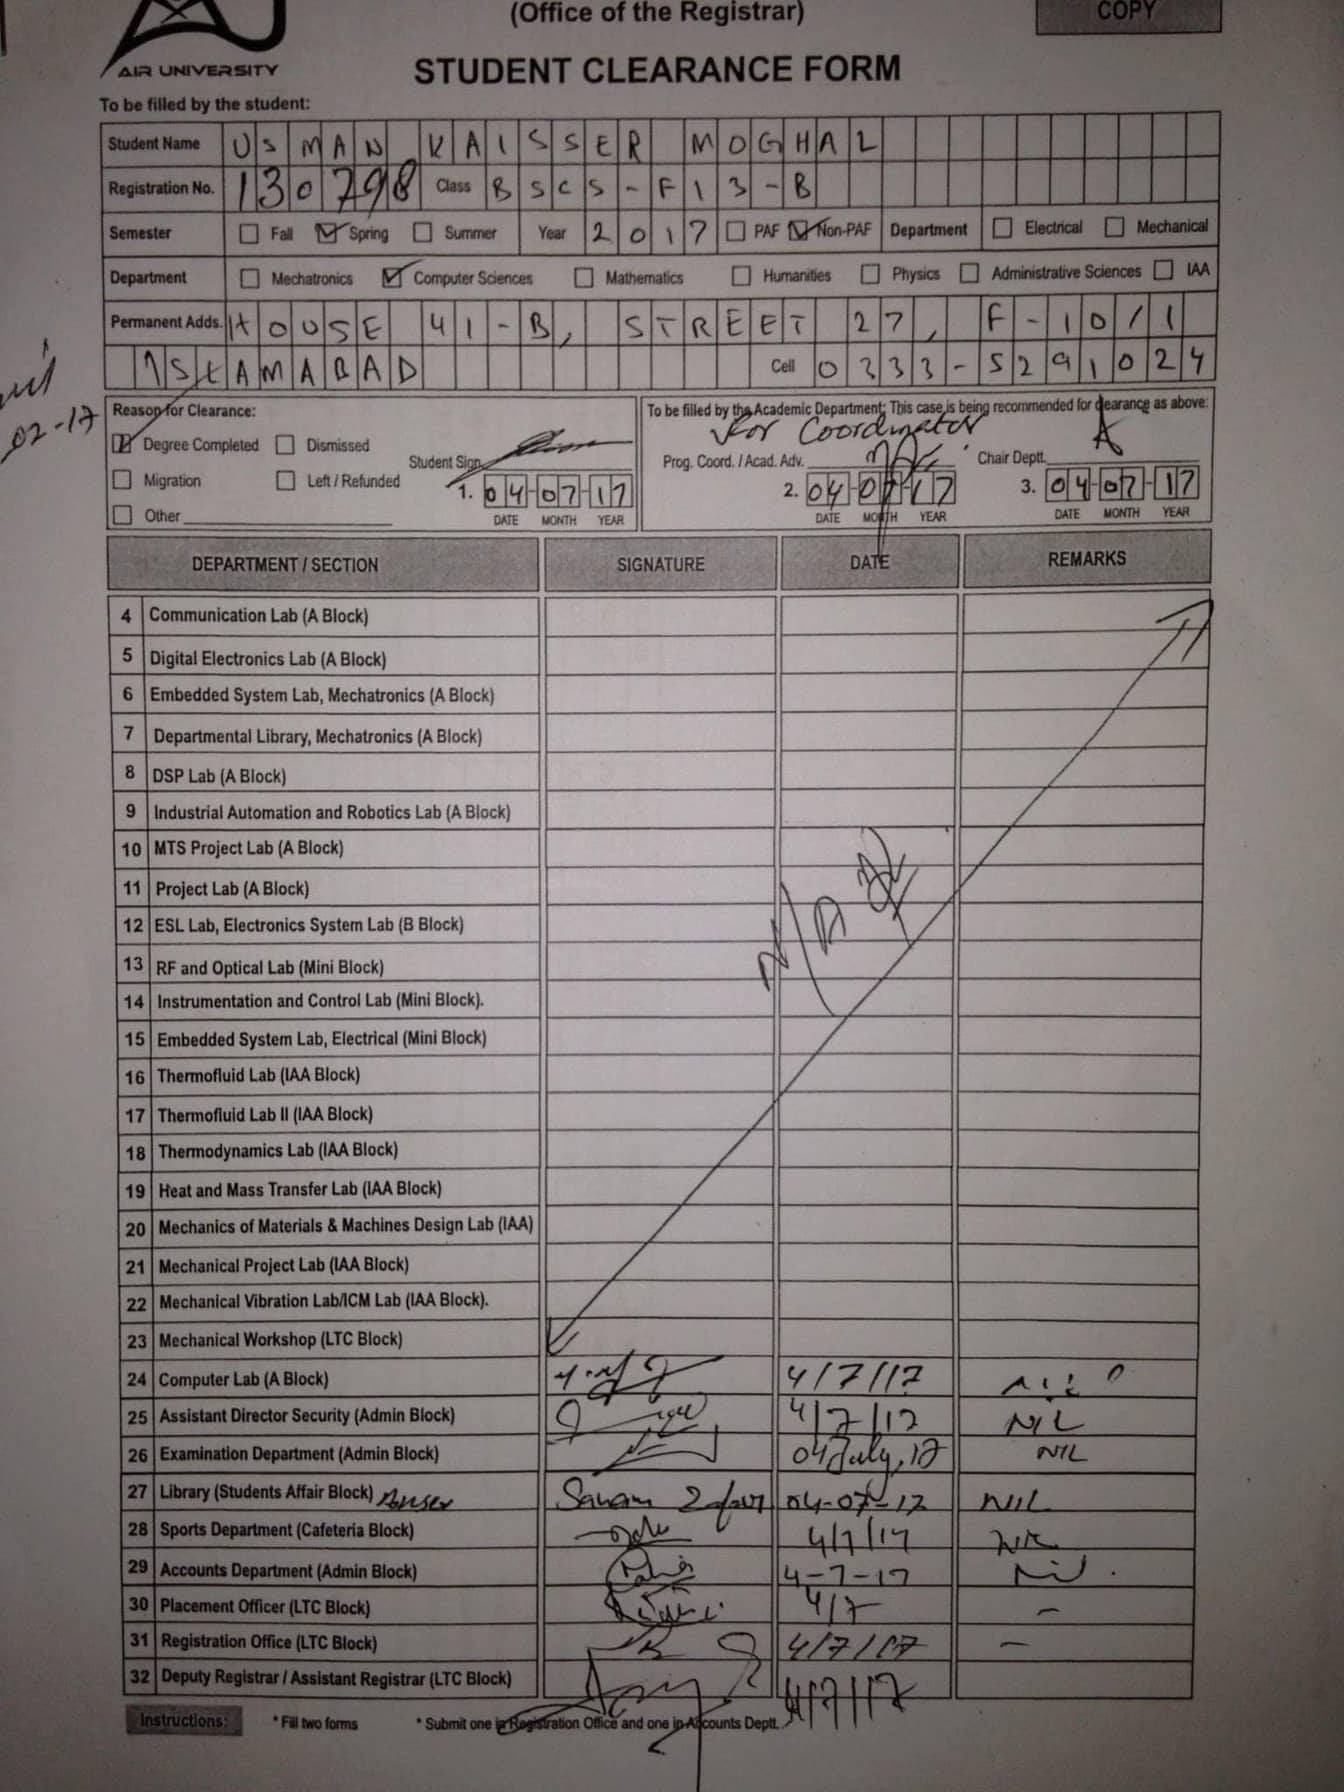 (Office of the Registrar)
COPY
AIR UNIVERSITY
STUDENT CLEARANCE FORM
To be filled by the student:
Student Name USMAN KAISSER MOGHAL
Registration No. 130798 Class BSCS-F13-B
Semester Fall Spring Summer Year 2017 PAF Non-PAF Department Electrical Mechanical
Department Mechatronics Computer Sciences Mathematics Humanities Physics Administrative Sciences IAA
Permanent Adds. HOUSE 41-B, STREET 27, F-10/1
ISLAMABAD Cell 0333-5291024
02-17
Reason for Clearance:
Degree Completed Dismissed
Migration Left / Refunded
Other
Student Sign.
1. 04-07-17
DATE MONTH YEAR
To be filled by the Academic Department: This case is being recommended for clearance as above:
For Coordinator
Prog. Coord. / Acad. Adv. Chair Deptt.
2. 04-07-17 3. 04-07-17
DATE MONTH YEAR DATE MONTH YEAR
DEPARTMENT / SECTION SIGNATURE DATE REMARKS
4 Communication Lab (A Block)
5 Digital Electronics Lab (A Block)
6 Embedded System Lab, Mechatronics (A Block)
7 Departmental Library, Mechatronics (A Block)
8 DSP Lab (A Block)
9 Industrial Automation and Robotics Lab (A Block)
10 MTS Project Lab (A Block)
11 Project Lab (A Block)
12 ESL Lab, Electronics System Lab (B Block)
N/A
13 RF and Optical Lab (Mini Block)
14 Instrumentation and Control Lab (Mini Block).
15 Embedded System Lab, Electrical (Mini Block)
16 Thermofluid Lab (IAA Block)
17 Thermofluid Lab II (IAA Block)
18 Thermodynamics Lab (IAA Block)
19 Heat and Mass Transfer Lab (IAA Block)
20 Mechanics of Materials & Machines Design Lab (IAA)
21 Mechanical Project Lab (IAA Block)
22 Mechanical Vibration Lab/ICM Lab (IAA Block).
23 Mechanical Workshop (LTC Block)
24 Computer Lab (A Block) 4/7/17
25 Assistant Director Security (Admin Block) 4/7/17 NIL
26 Examination Department (Admin Block) 04 July, 17 NIL
27 Library (Students Affair Block) 04-07-17 NIL
28 Sports Department (Cafeteria Block) 4/7/17
29 Accounts Department (Admin Block) 4-7-17 Nil.
30 Placement Officer (LTC Block) 4/7 -
31 Registration Office (LTC Block) 4/7/17 -
32 Deputy Registrar / Assistant Registrar (LTC Block) 4/7/17
Instructions: * Fill two forms * Submit one in Registration Office and one in Accounts Deptt.